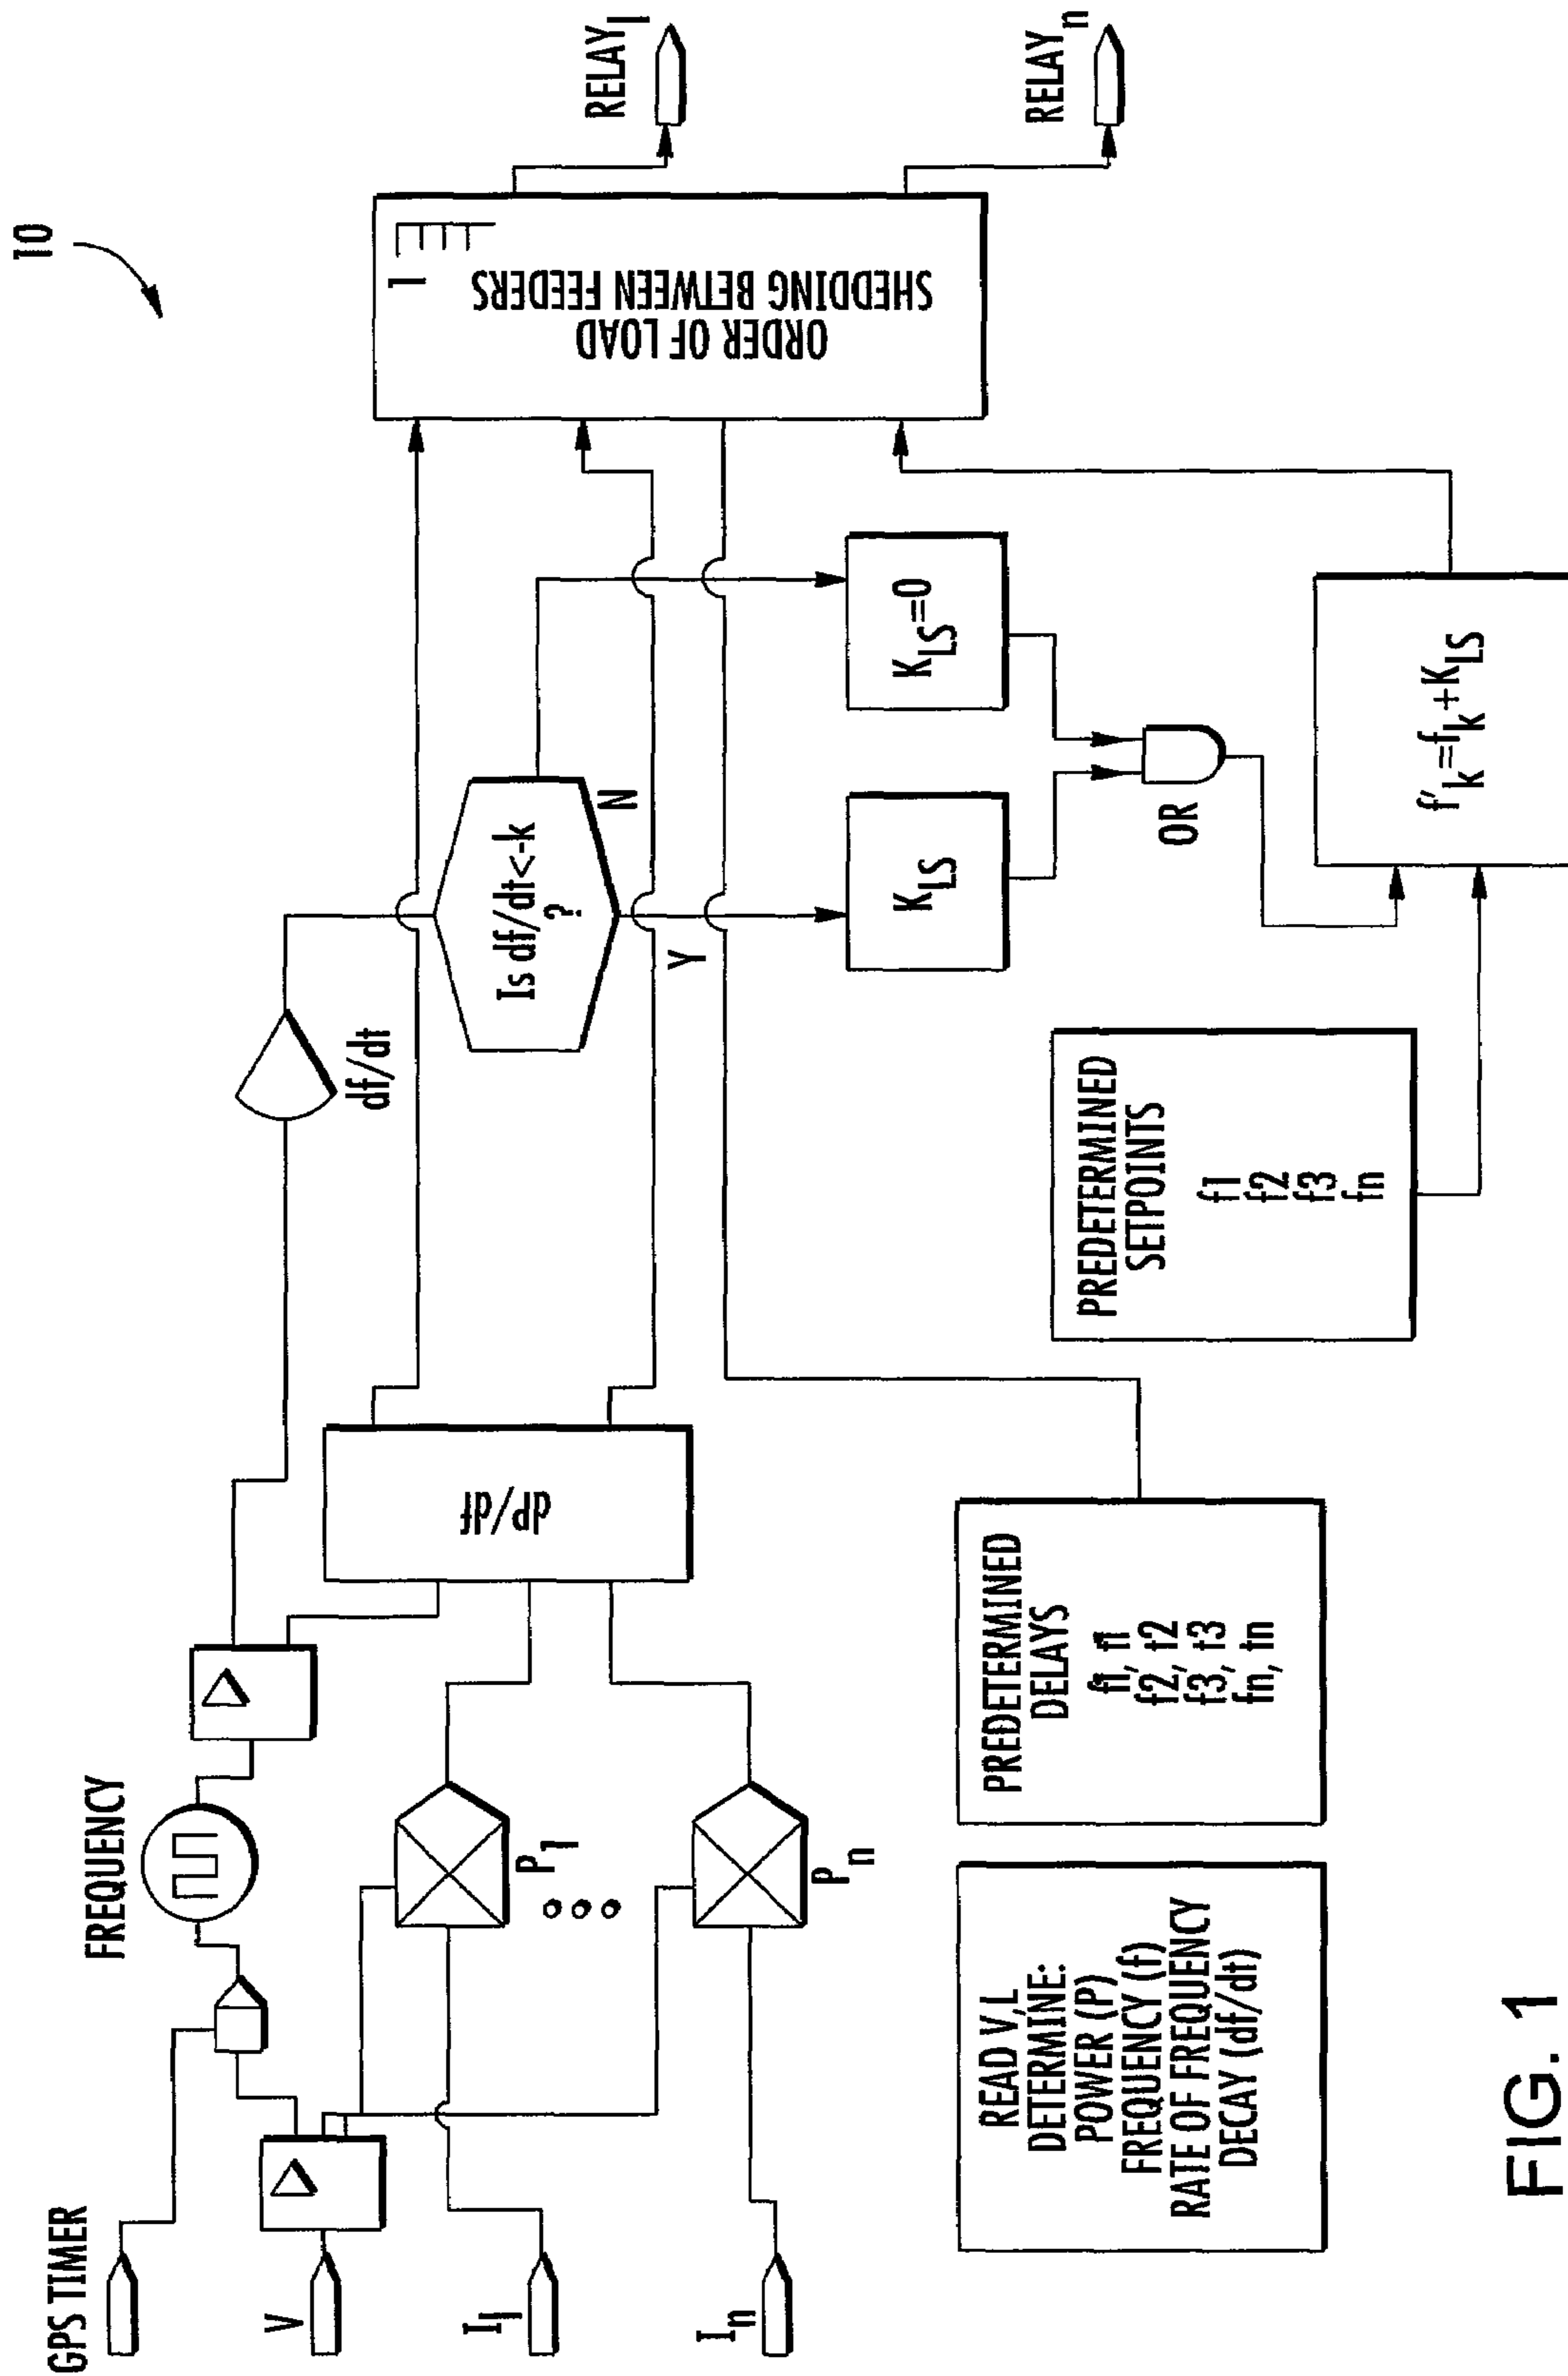 10
GPS TIMER
V
I1
In
FREQUENCY
P1
Pn
dP/df
df/dt
Is df/dt<-k
?
N
Y
KLS
KLS=0
OR
f'k=fk+KLS
ORDER OF LOAD
SHEDDING BETWEEN FEEDERS
1
RELAY1
RELAYn
READ V,L
DETERMINE:
POWER (P)
FREQUENCY (f)
RATE OF FREQUENCY
DECAY (df/dt)
PREDETERMINED
DELAYS
f1, t1
f2, t2
f3, t3
fn, tn
PREDETERMINED
SETPOINTS
f1
f2
f3
fn
FIG. 1